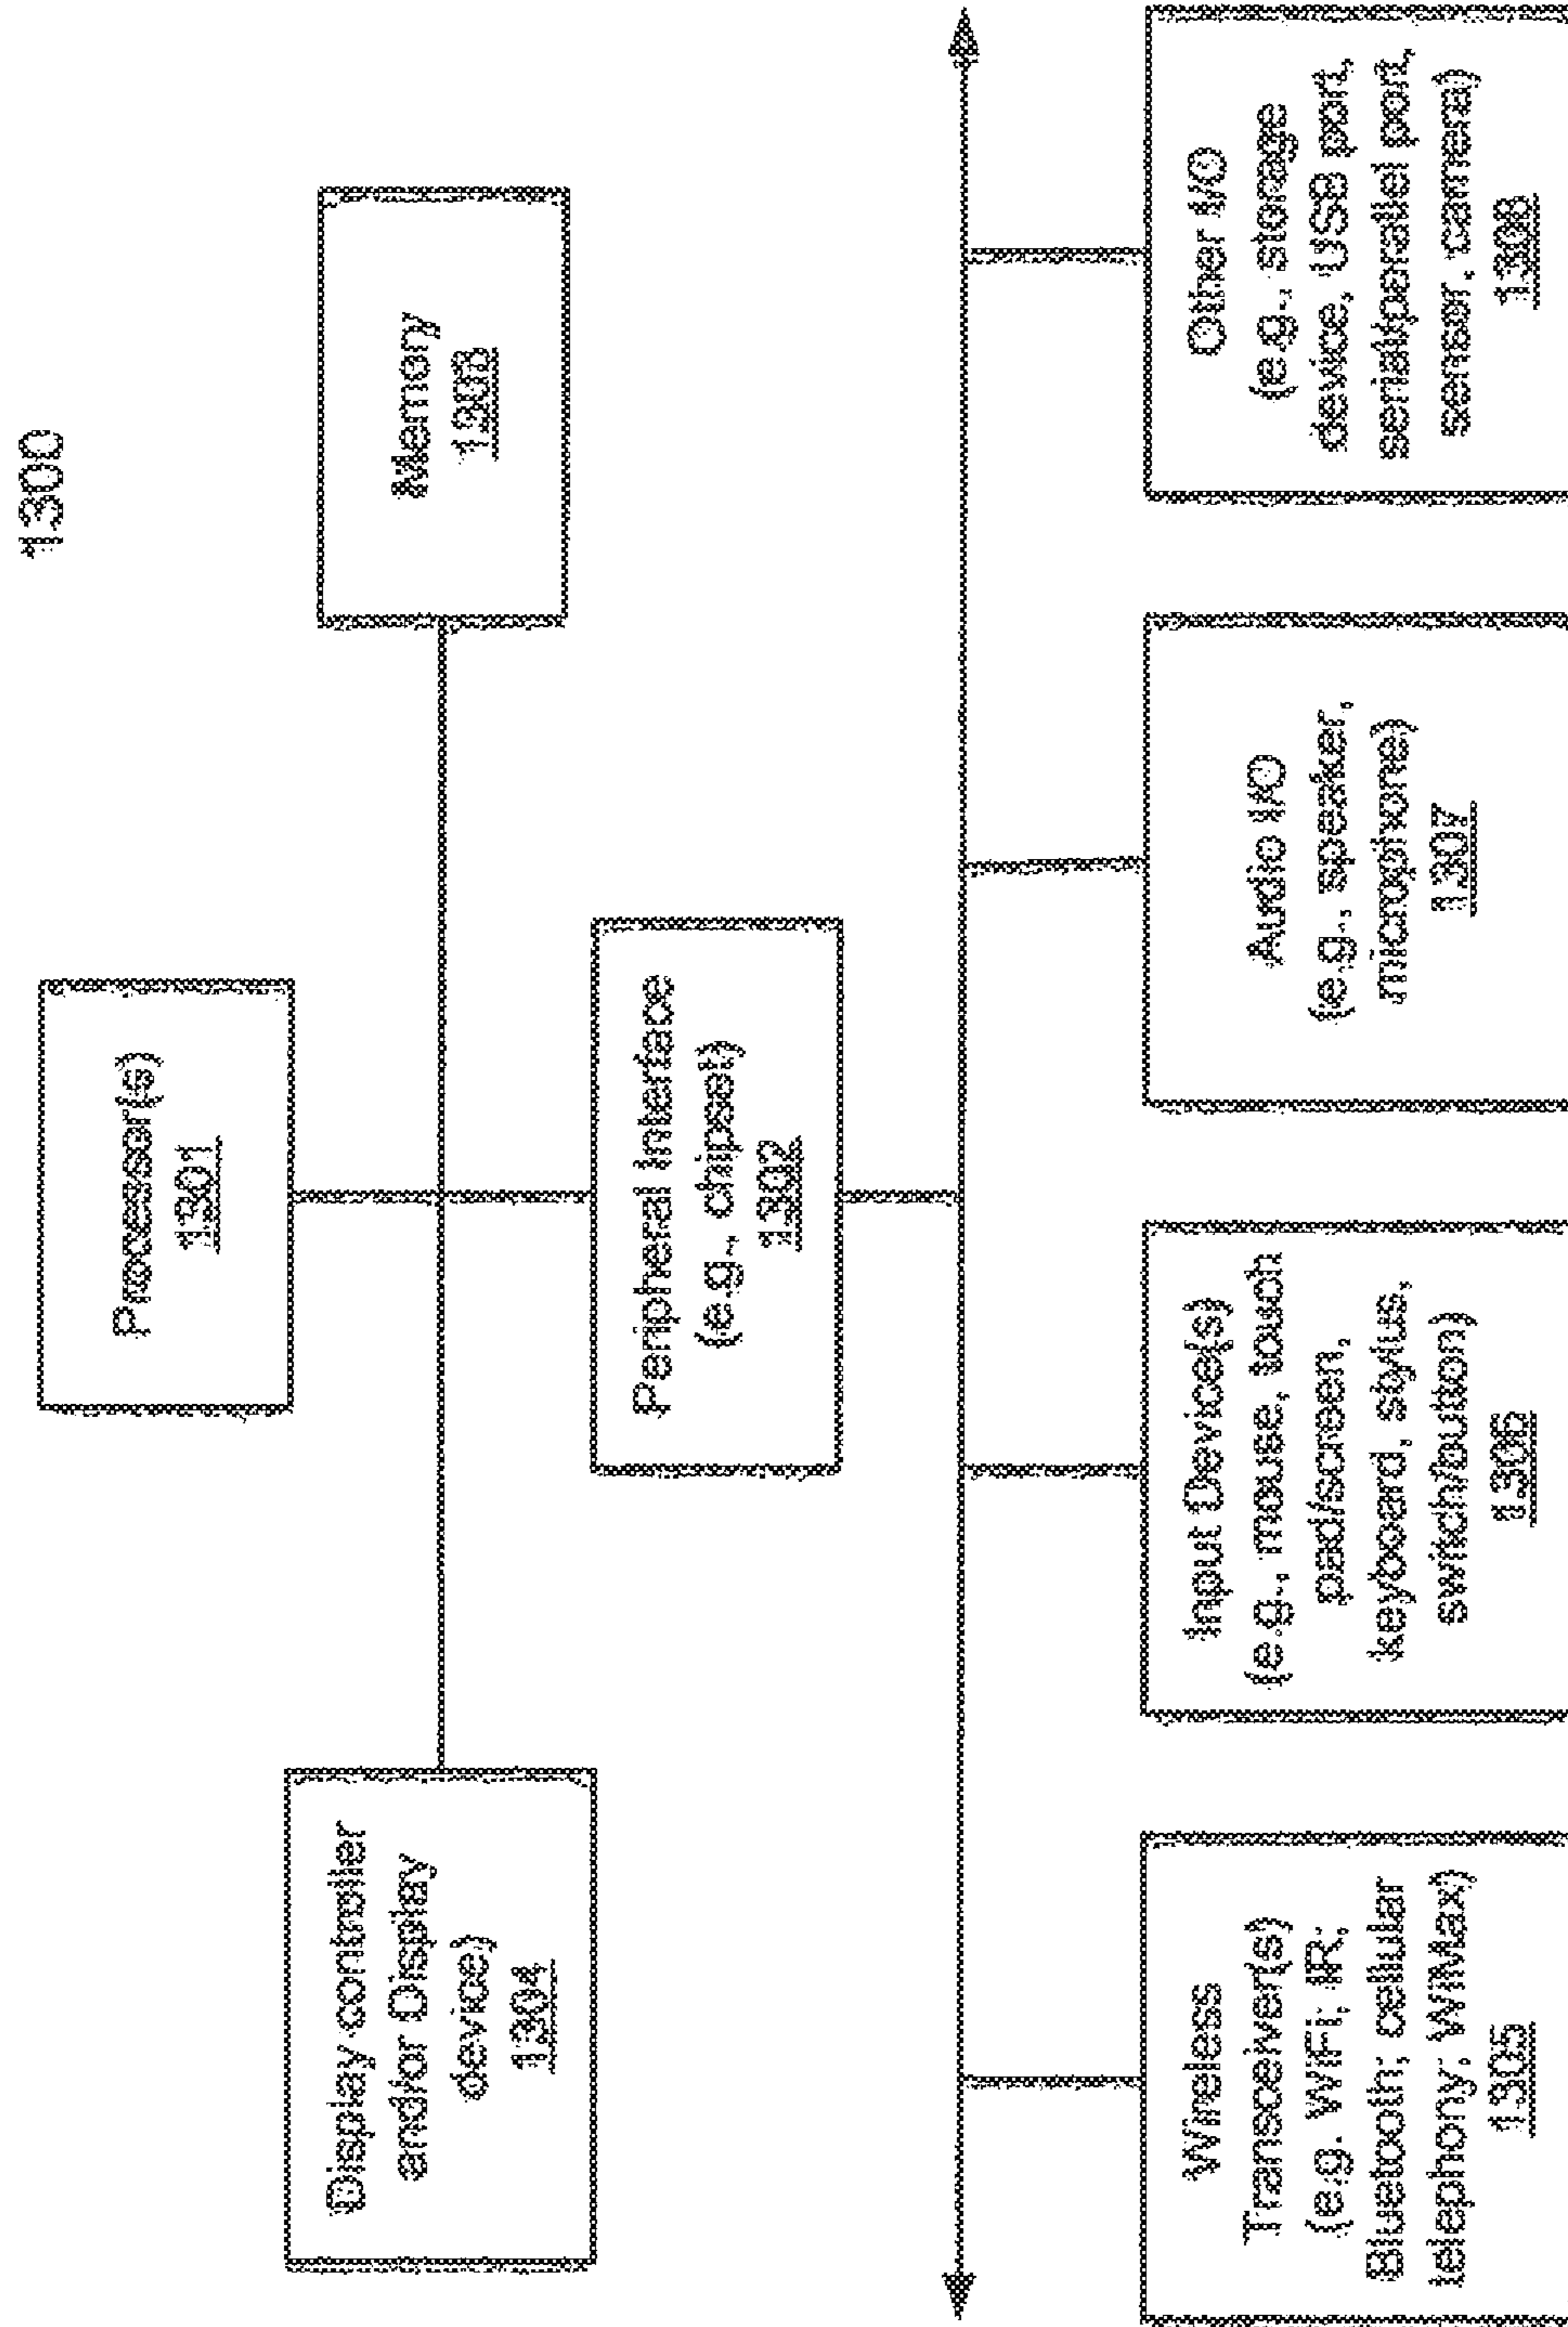 1300
Processor(s)
1301
Memory
1303
Display controller
and/or Display
device)
1304
Peripheral Interface
(e.g., chipset)
1302
Wireless
Transceiver(s)
(e.g. WiFi; IR;
Bluetooth; cellular
telephony; WiMax)
1305
Input Device(s)
(e.g., mouse, touch
pad/screen,
keyboard, stylus,
switch/button)
1306
Audio I/O
(e.g., speaker,
microphone)
1307
Other I/O
(e.g., storage
device, USB port,
serial/parallel port,
sensor, camera)
1308